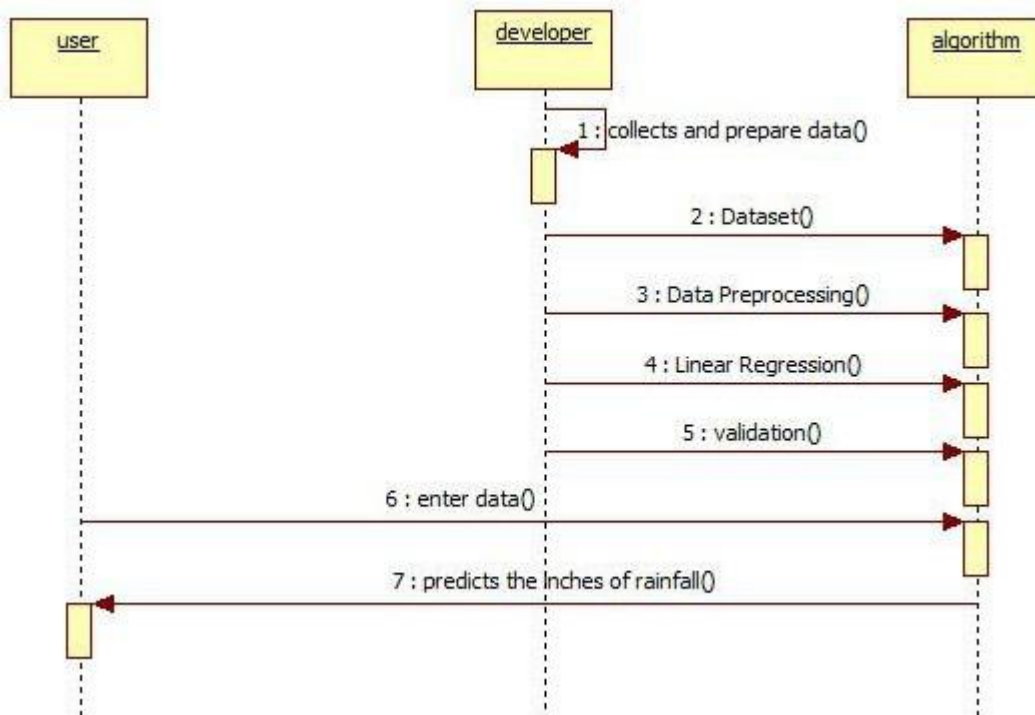 user
developer
algorithm
1 : collects and prepare data()
2 : Dataset()
3 : Data Preprocessing()
4 : Linear Regression()
5 : validation()
6 : enter data()
7 : predicts the inches of rainfall()